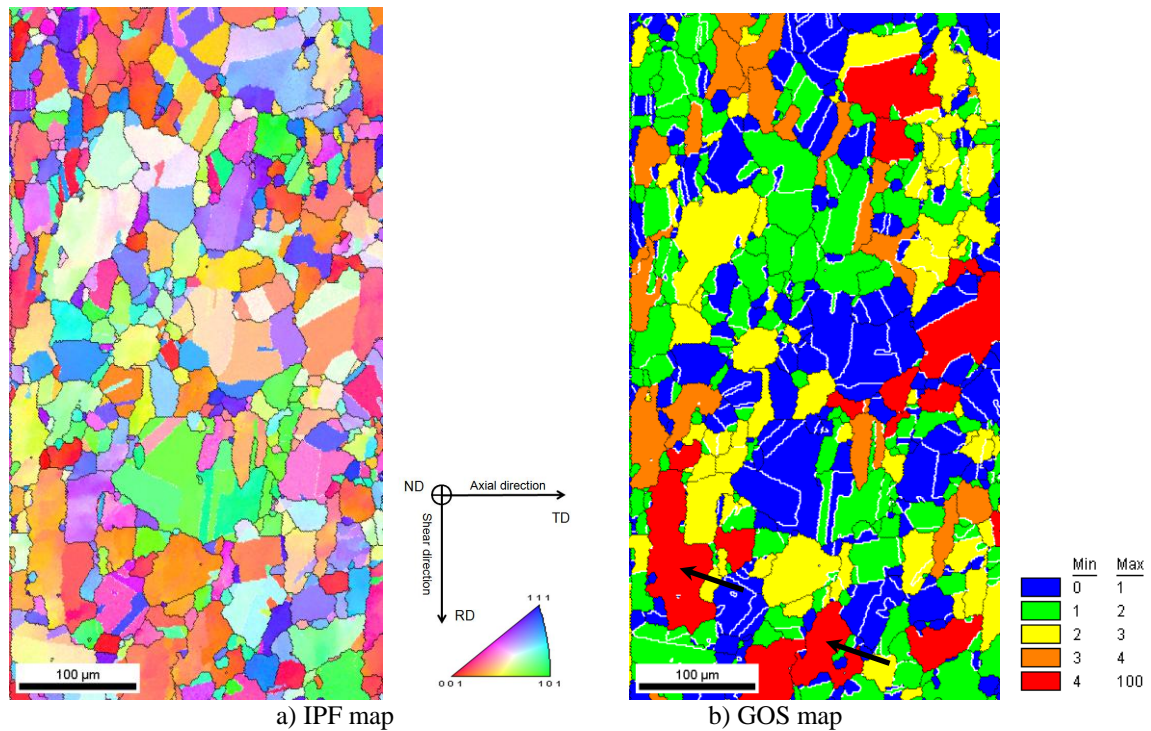 ND
Axial direction
TD
Shear direction
RD
1 1 1
0 0 1
1 0 1
100 µm
100 µm
Min Max
0 1
1 2
2 3
3 4
4 100
a) IPF map
b) GOS map